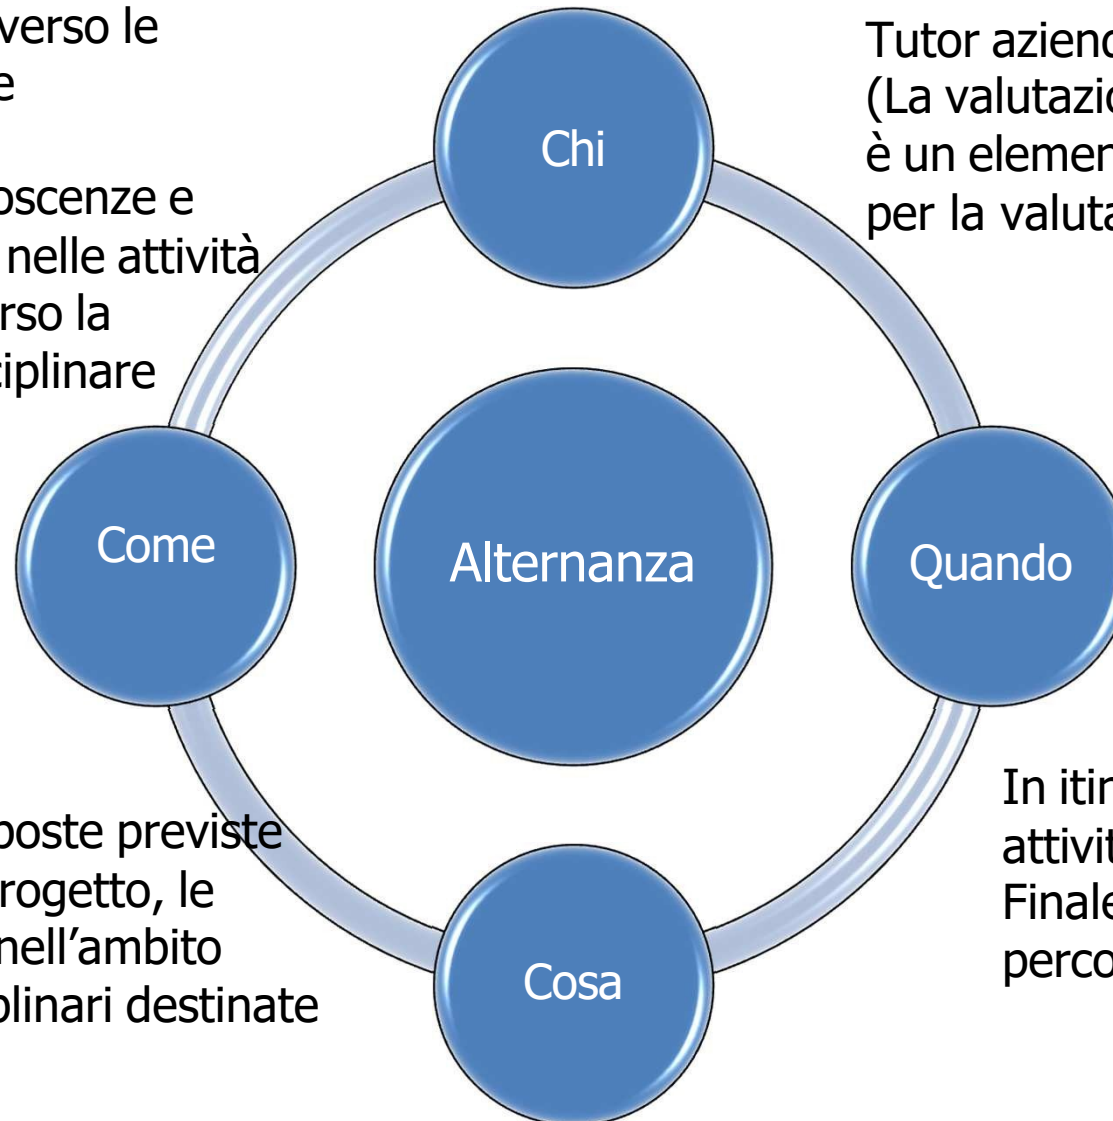 verso le
e
oscenze e
nelle attività
rso la
ciplinare
Chi
Tutor aziend
(La valutazio
è un elemen
per la valuta
Come
Alternanza
Quando
poste previste
rogetto, le
nell’ambito
plinari destinate
Cosa
In itin
attivit
Finale
perco